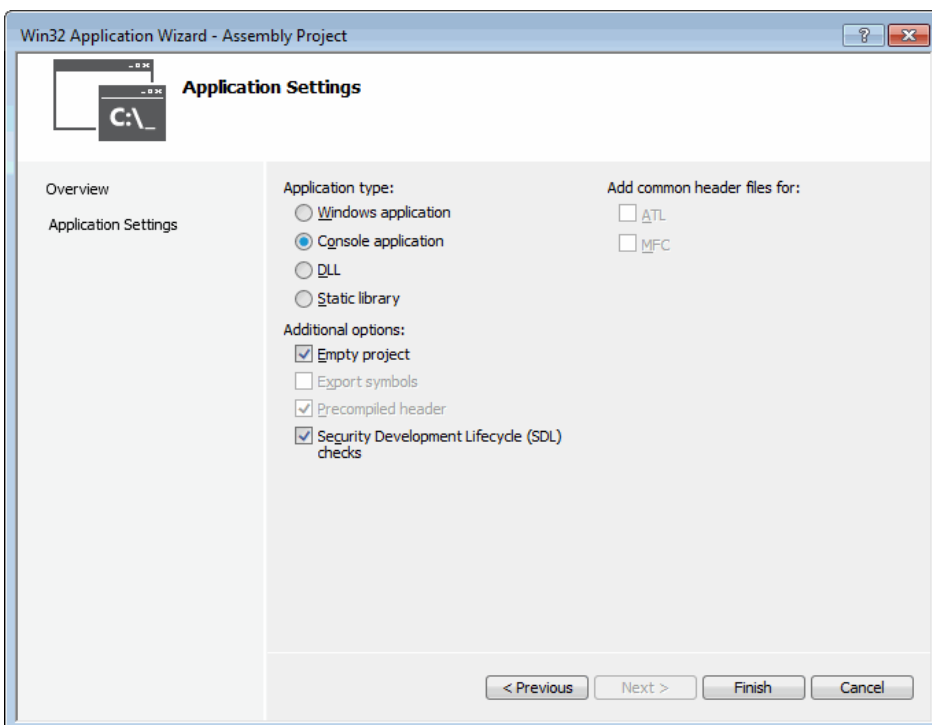 Win32 Application Wizard - Assembly Project
C:\_
Application Settings
Overview
Application Settings
Application type:
Windows application
Console application
DLL
Static library
Additional options:
Empty project
Export symbols
Precompiled header
Security Development Lifecycle (SDL)
checks
Add common header files for:
ATL
MFC
< Previous
Next >
Finish
Cancel